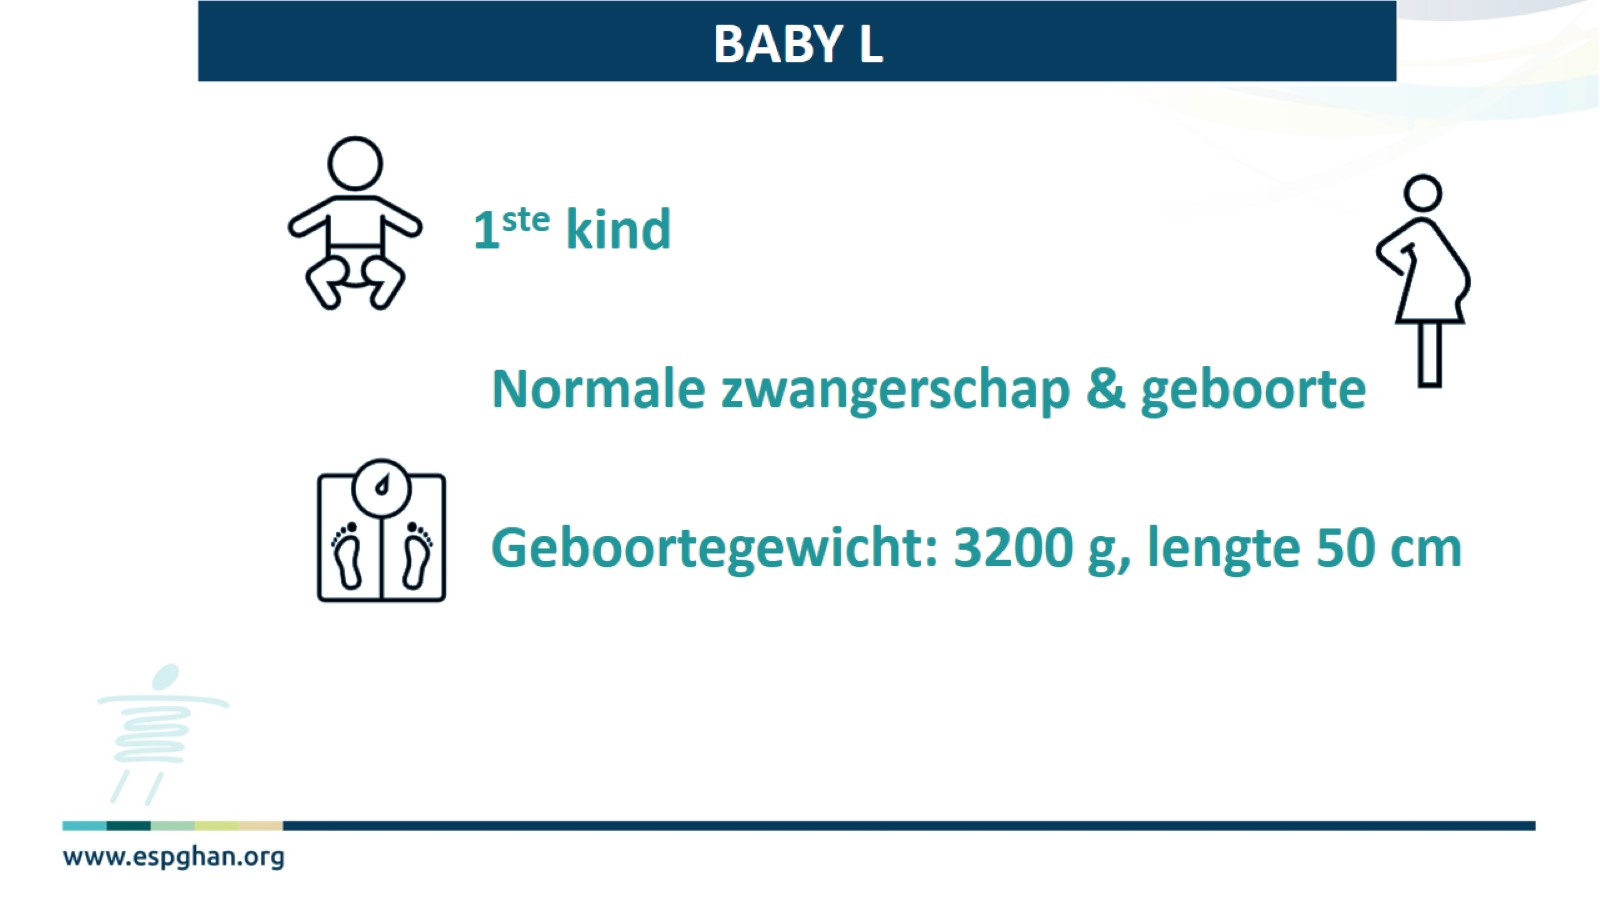 BABY L
1ste kind
Normale zwangerschap & geboorte
Geboortegewicht: 3200 g, lengte 50 cm
www.espghan.org